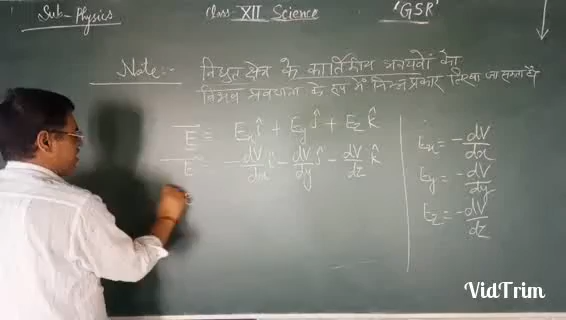 Sub- Physics Class- XII Science 'GSR'
Note:- विद्युत क्षेत्र के कार्तिकीय अवयवों को
विभव प्रवणता के रूप में निम्न प्रकार लिखा जा सकता है
E = Exî + Eyĵ + Ezk̂
E = -dV/dx î - dV/dy ĵ - dV/dz k̂
Ex = -dV/dx
Ey = -dV/dy
Ez = -dV/dz
VidTrim